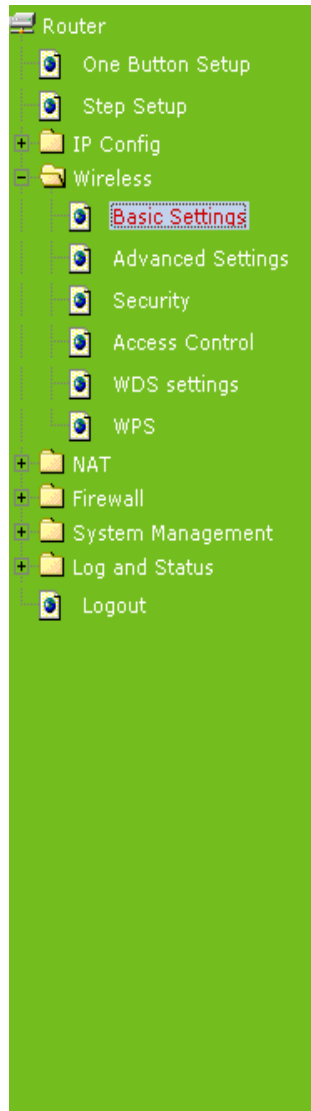 Router
One Button Setup
Step Setup
IP Config
Wireless
Basic Settings
Advanced Settings
Security
Access Control
WDS settings
WPS
NAT
Firewall
System Management
Log and Status
Logout